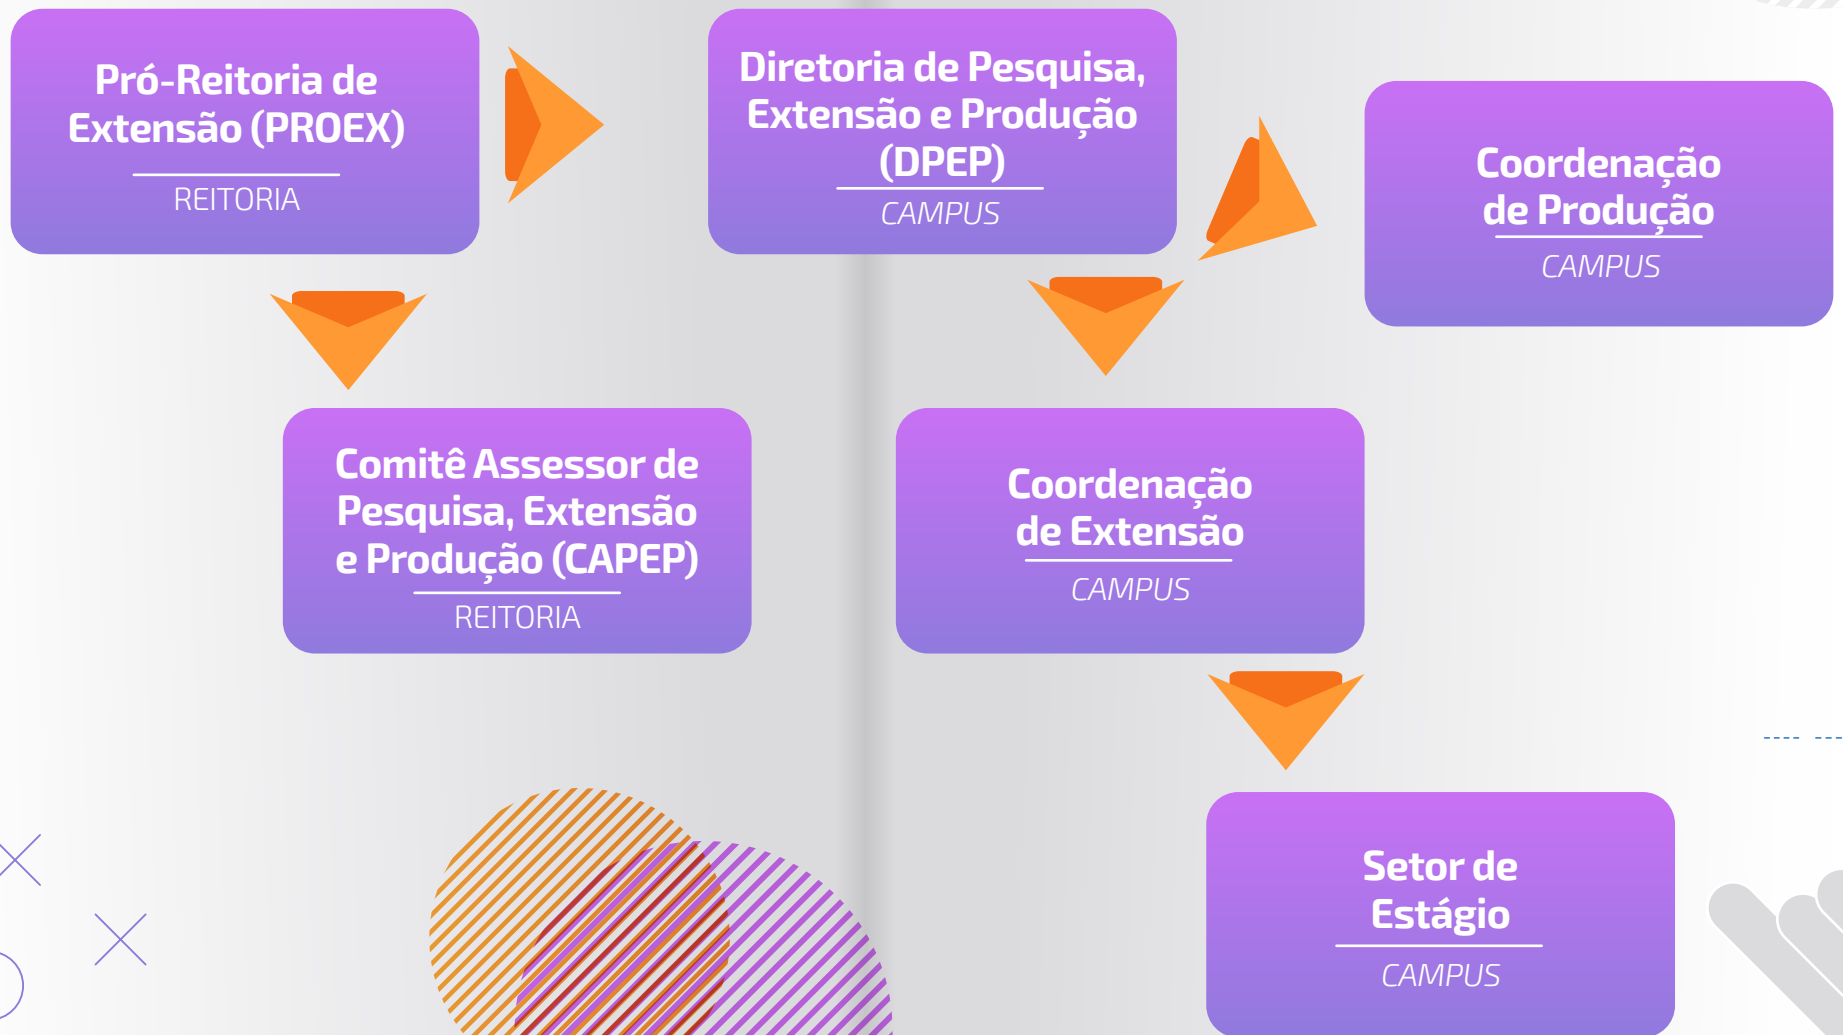 Pró-Reitoria de
Extensão (PROEX)
REITORIA
Diretoria de Pesquisa,
Extensão e Produção
(DPEP)
CAMPUS
Coordenação
de Produção
CAMPUS
Comitê Assessor de
Pesquisa, Extensão
e Produção (CAPEP)
REITORIA
Coordenação
de Extensão
CAMPUS
Setor de
Estágio
CAMPUS